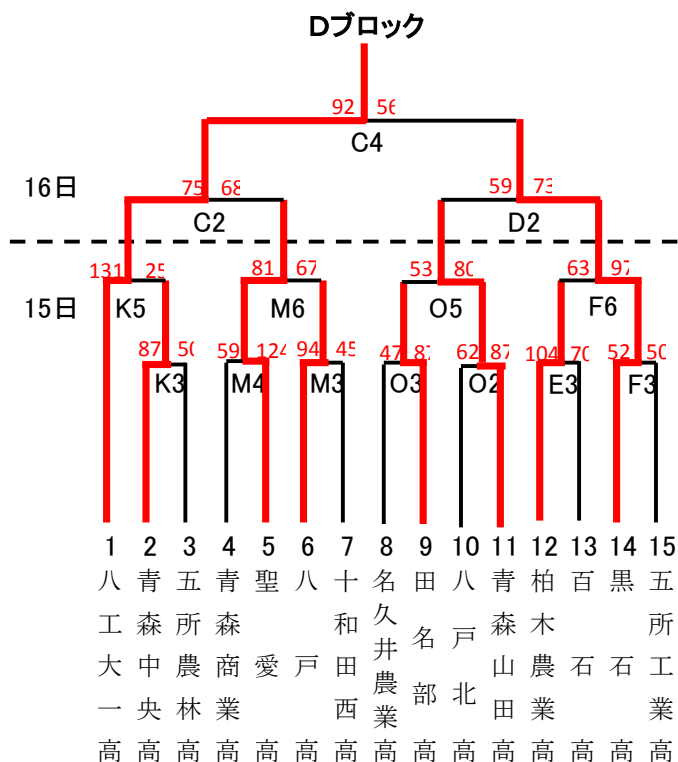 Dブロック
92 56
C4
16日
75 68 59 73
C2 D2
131 25 81 67 53 80 63 97
15日
K5 M6 O5 F6
87 50 59 124 94 45 47 87 62 87 104 70 52 50
K3 M4 M3 O3 O2 E3 F3
1 2 3 4 5 6 7 8 9 10 11 12 13 14 15
八工大一高
青森中央高
五所農林高
青森商業高
聖愛高
八戸高
十和田西高
名久井農業高
田名部高
八戸北高
青森山田高
柏木農業高
百石高
黒石高
五所工業高